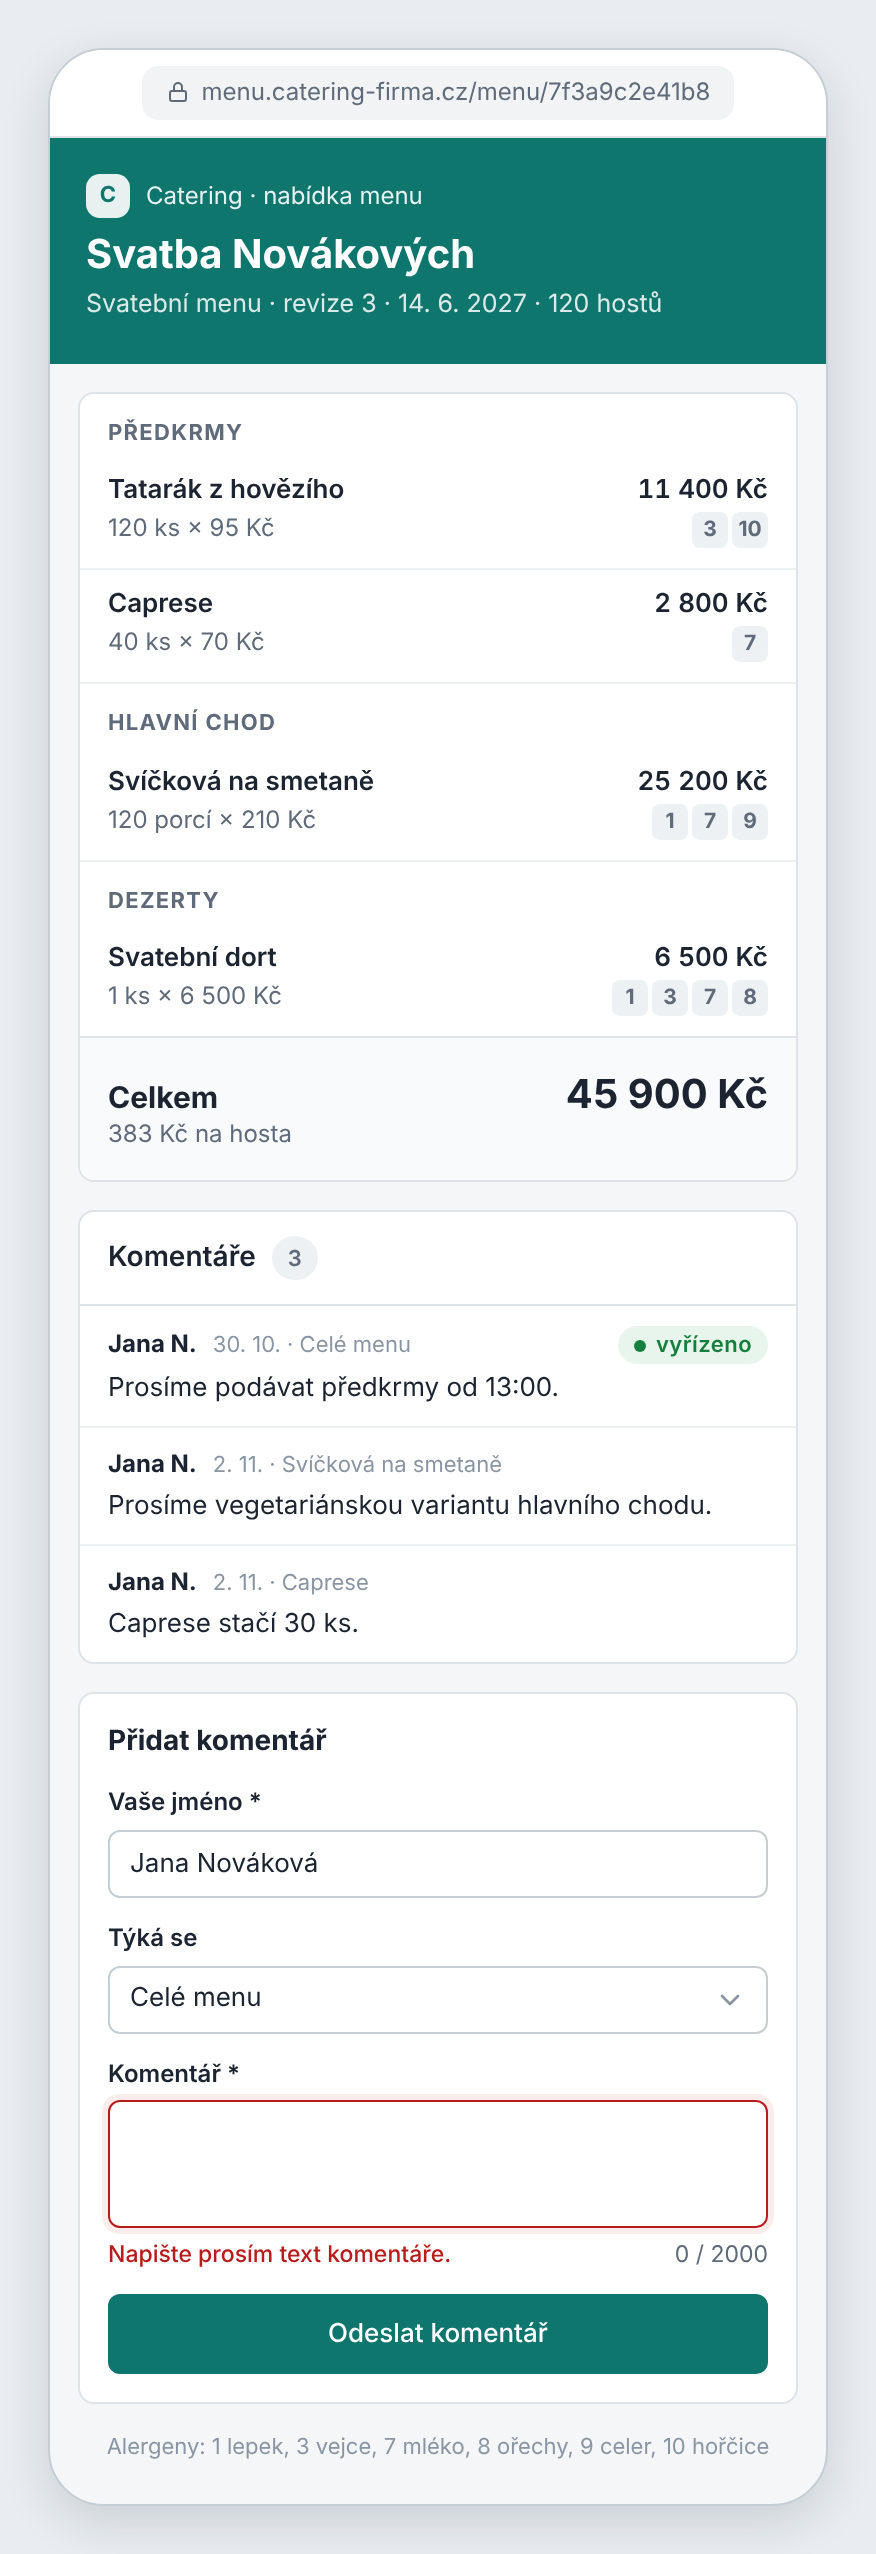 menu.catering-firma.cz/menu/7f3a9c2e41b8
C Catering · nabídka menu
Svatba Novákových
Svatební menu · revize 3 · 14. 6. 2027 · 120 hostů
PŘEDKRMY
Tatarák z hovězího 11 400 Kč
120 ks × 95 Kč 3 10
Caprese 2 800 Kč
40 ks × 70 Kč 7
HLAVNÍ CHOD
Svíčková na smetaně 25 200 Kč
120 porcí × 210 Kč 1 7 9
DEZERTY
Svatební dort 6 500 Kč
1 ks × 6 500 Kč 1 3 7 8
Celkem 45 900 Kč
383 Kč na hosta
Komentáře 3
Jana N. 30. 10. · Celé menu vyřízeno
Prosíme podávat předkrmy od 13:00.
Jana N. 2. 11. · Svíčková na smetaně
Prosíme vegetariánskou variantu hlavního chodu.
Jana N. 2. 11. · Caprese
Caprese stačí 30 ks.
Přidat komentář
Vaše jméno *
Jana Nováková
Týká se
Celé menu
Komentář *
Napište prosím text komentáře. 0 / 2000
Odeslat komentář
Alergeny: 1 lepek, 3 vejce, 7 mléko, 8 ořechy, 9 celer, 10 hořčice